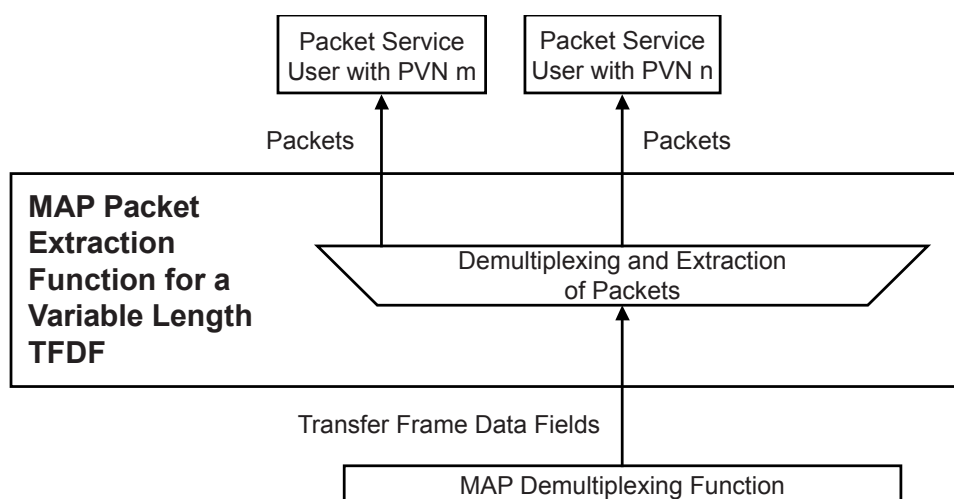 Packet Service
User with PVN m
Packet Service
User with PVN n
Packets
Packets
MAP Packet
Extraction
Function for a
Variable Length
TFDF
Demultiplexing and Extraction
of Packets
Transfer Frame Data Fields
MAP Demultiplexing Function